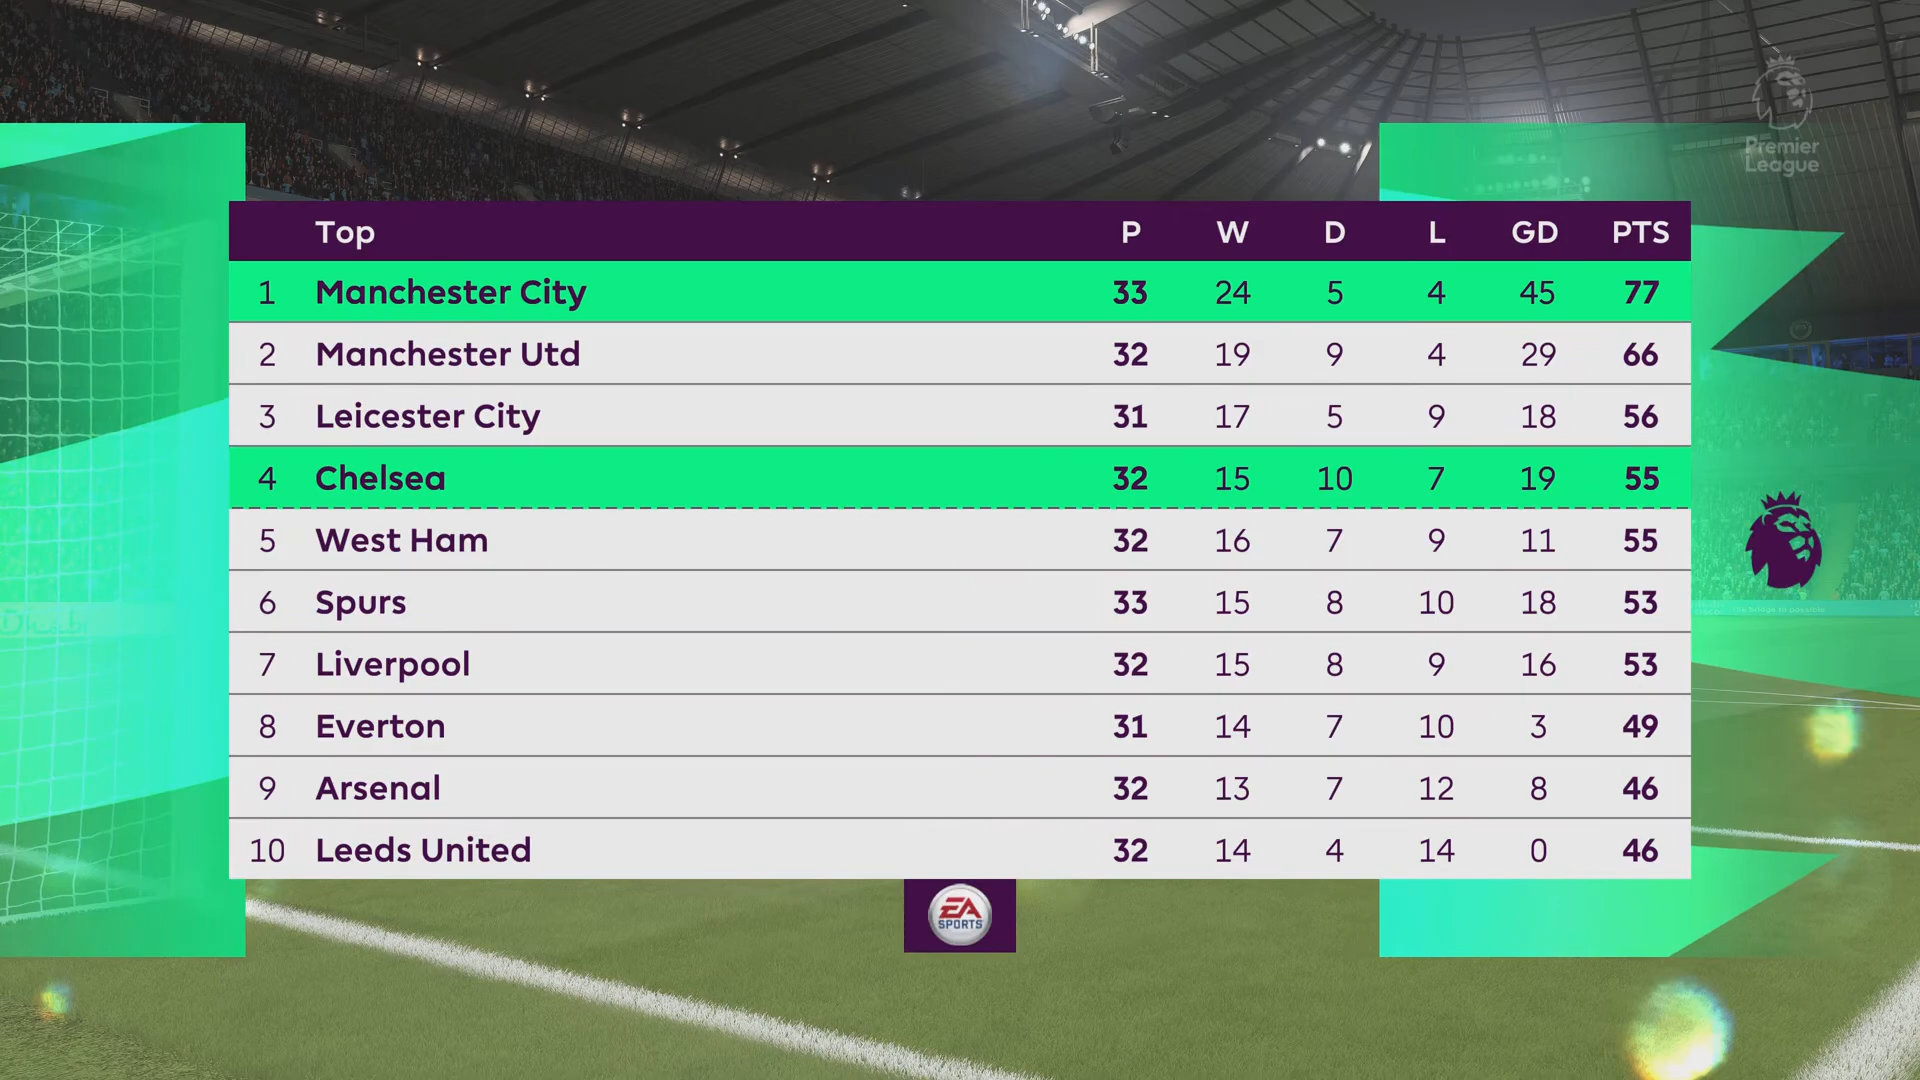 Premier
League
Top P W D L GD PTS
1 Manchester City 33 24 5 4 45 77
2 Manchester Utd 32 19 9 4 29 66
3 Leicester City 31 17 5 9 18 56
4 Chelsea 32 15 10 7 19 55
5 West Ham 32 16 7 9 11 55
6 Spurs 33 15 8 10 18 53
7 Liverpool 32 15 8 9 16 53
8 Everton 31 14 7 10 3 49
9 Arsenal 32 13 7 12 8 46
10 Leeds United 32 14 4 14 0 46
EA
SPORTS